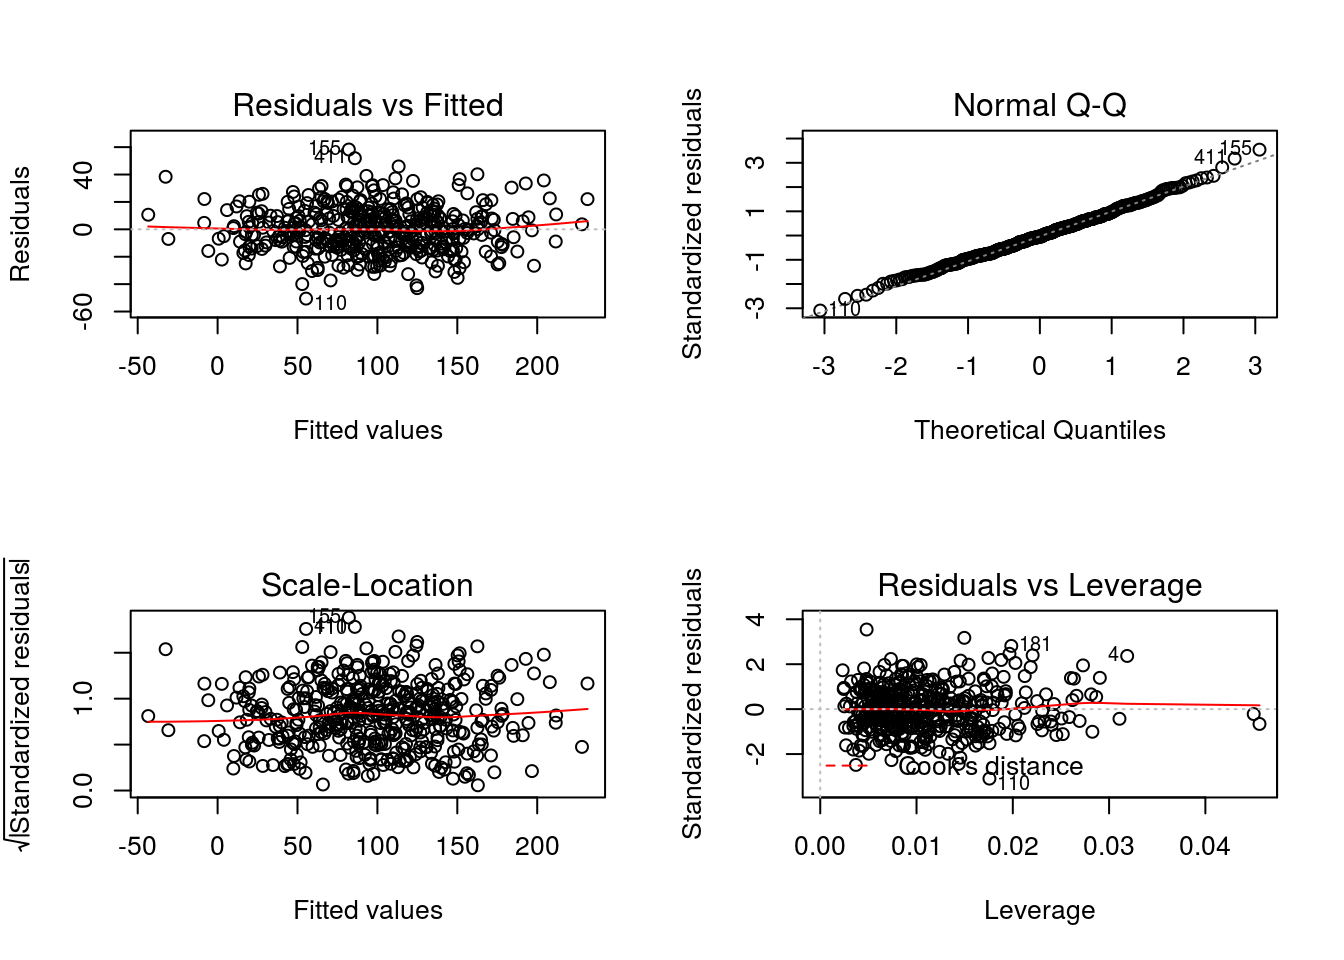 Residuals vs Fitted
Residuals
40
0
-60
155
411
110
-50 0 50 100 150 200
Fitted values
Normal Q-Q
Standardized residuals
3
1
-1
-3
155
411
110
-3 -2 -1 0 1 2 3
Theoretical Quantiles
Scale-Location
√|Standardized residuals|
1.0
0.0
155
410
-50 0 50 100 150 200
Fitted values
Residuals vs Leverage
Standardized residuals
4
2
0
-2
181
4
Cook's distance
110
0.00 0.01 0.02 0.03 0.04
Leverage